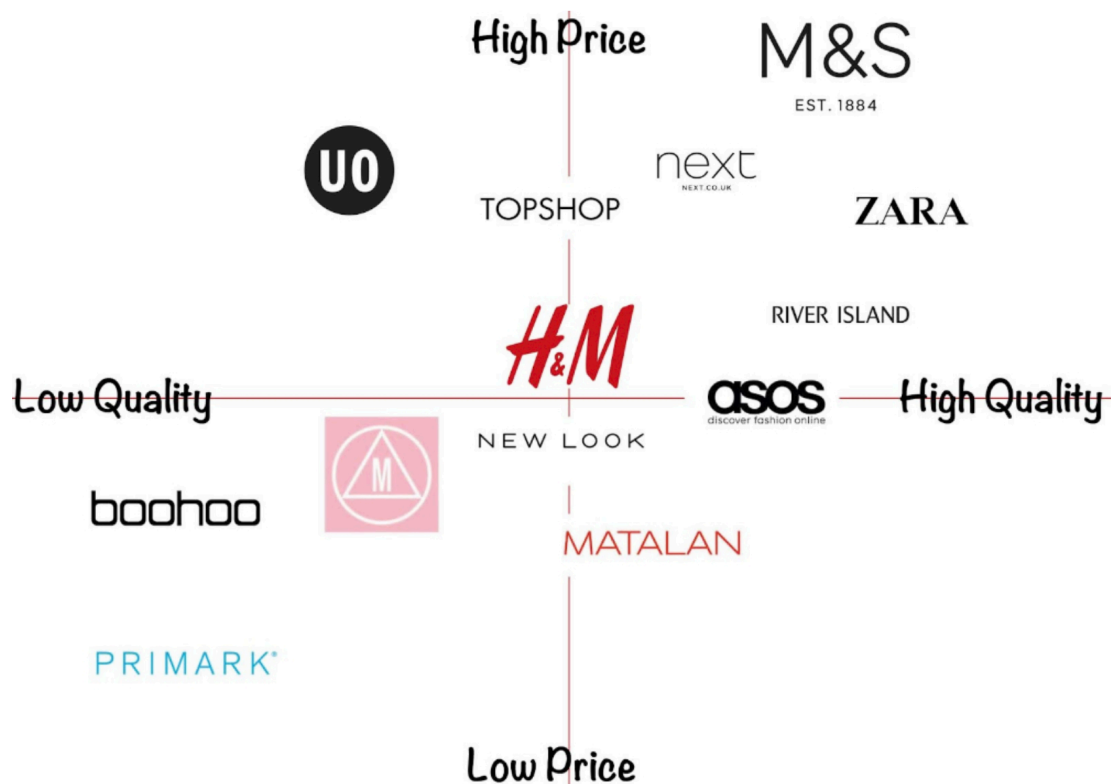 High Price
M&S
EST. 1884
UO
next
NEXT.CO.UK
TOPSHOP
ZARA
H&M
RIVER ISLAND
Low Quality
asos
discover fashion online
High Quality
NEW LOOK
M
boohoo
MATALAN
PRIMARK®
Low Price